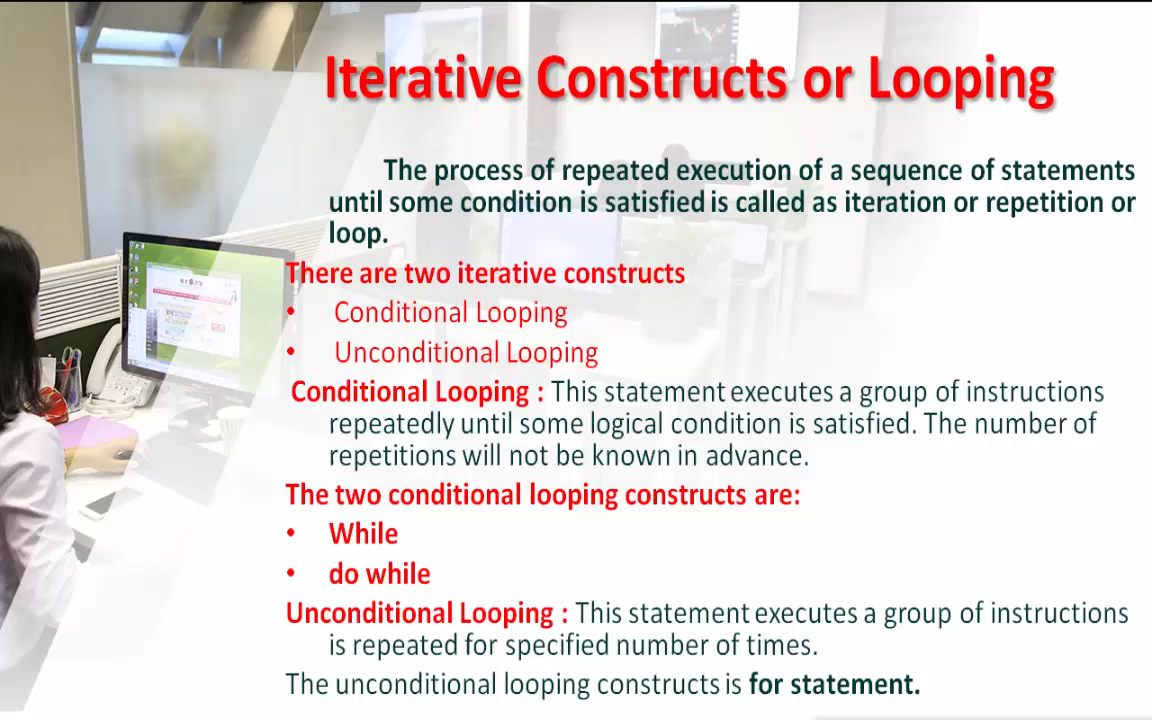 Iterative Constructs or Looping
The process of repeated execution of a sequence of statements
until some condition is satisfied is called as iteration or repetition or
loop.
There are two iterative constructs
• Conditional Looping
• Unconditional Looping
Conditional Looping : This statement executes a group of instructions
repeatedly until some logical condition is satisfied. The number of
repetitions will not be known in advance.
The two conditional looping constructs are:
• While
• do while
Unconditional Looping : This statement executes a group of instructions
is repeated for specified number of times.
The unconditional looping constructs is for statement.